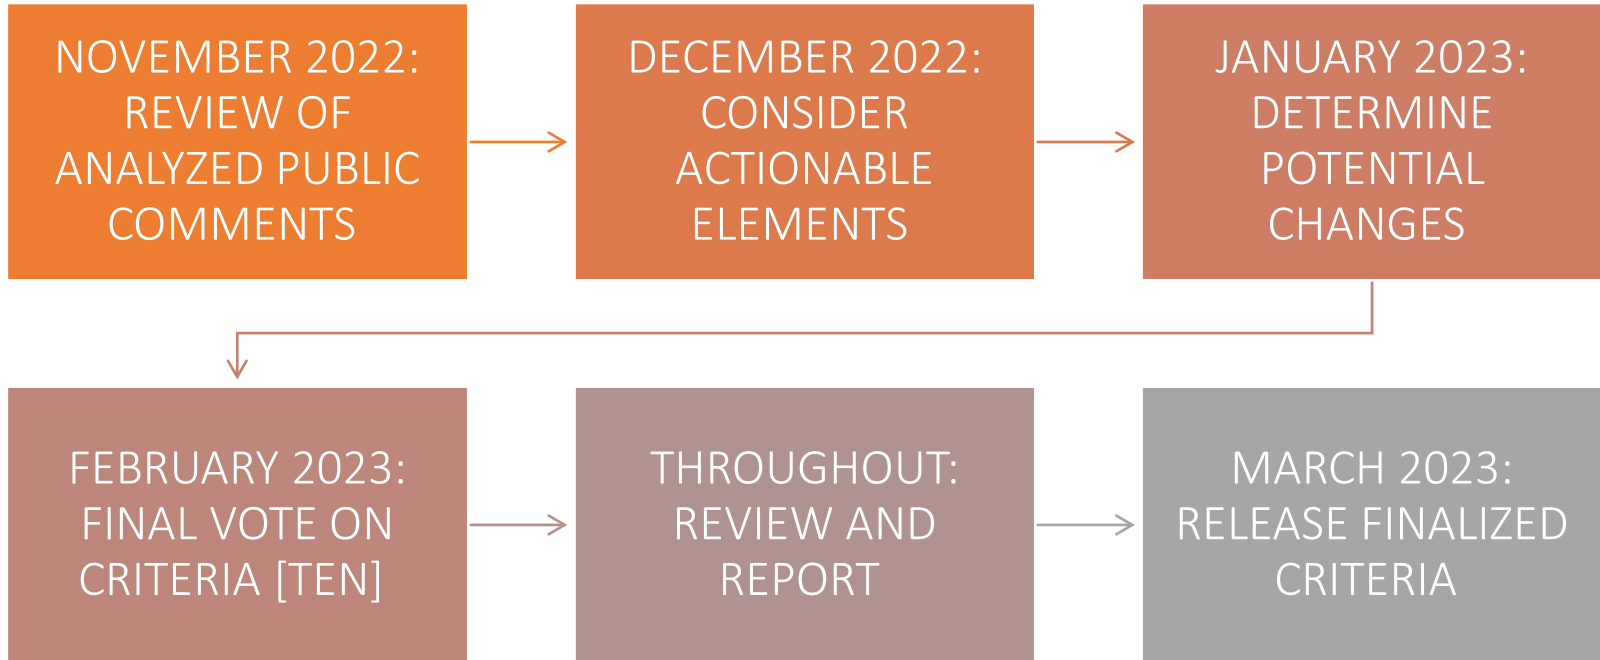 NOVEMBER 2022:
REVIEW OF
ANALYZED PUBLIC
COMMENTS
DECEMBER 2022:
CONSIDER
ACTIONABLE
ELEMENTS
JANUARY 2023:
DETERMINE
POTENTIAL
CHANGES
FEBRUARY 2023:
FINAL VOTE ON
CRITERIA [TEN]
THROUGHOUT:
REVIEW AND
REPORT
MARCH 2023:
RELEASE FINALIZED
CRITERIA